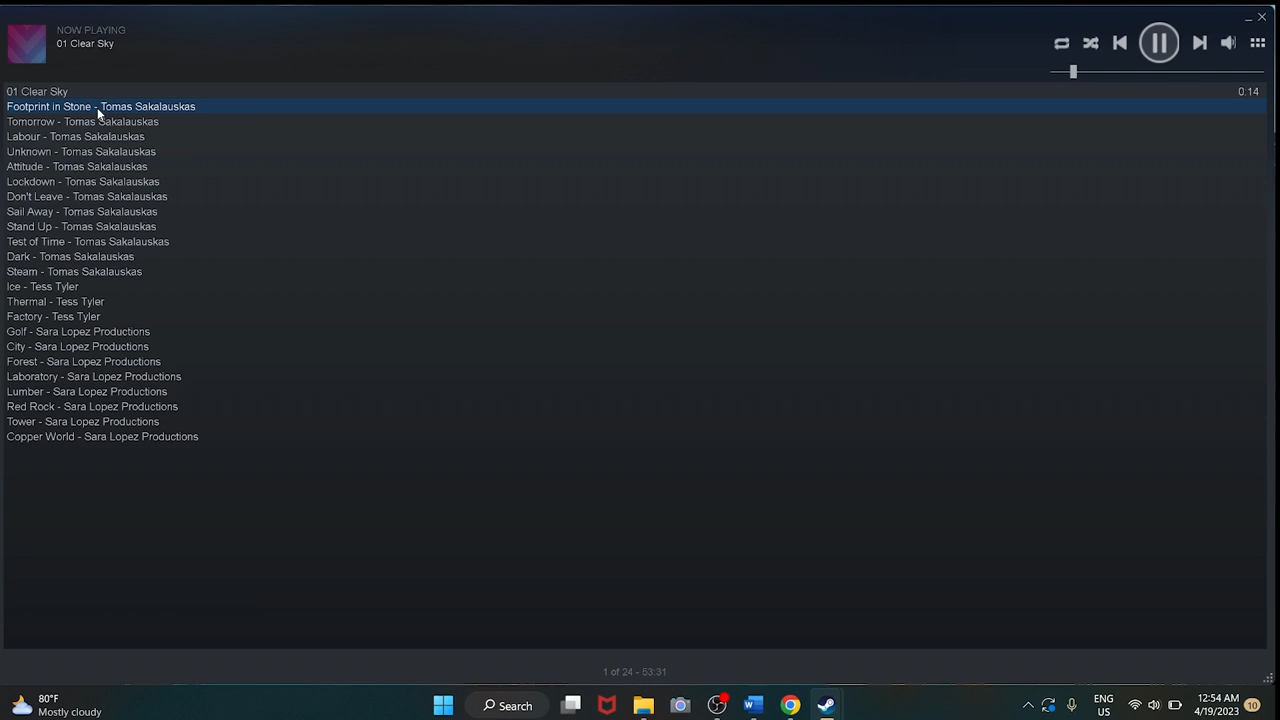 NOW PLAYING
01 Clear Sky
01 Clear Sky 0:14
Footprint in Stone - Tomas Sakalauskas
Tomorrow - Tomas Sakalauskas
Labour - Tomas Sakalauskas
Unknown - Tomas Sakalauskas
Attitude - Tomas Sakalauskas
Lockdown - Tomas Sakalauskas
Don't Leave - Tomas Sakalauskas
Sail Away - Tomas Sakalauskas
Stand Up - Tomas Sakalauskas
Test of Time - Tomas Sakalauskas
Dark - Tomas Sakalauskas
Steam - Tomas Sakalauskas
Ice - Tess Tyler
Thermal - Tess Tyler
Factory - Tess Tyler
Golf - Sara Lopez Productions
City - Sara Lopez Productions
Forest - Sara Lopez Productions
Laboratory - Sara Lopez Productions
Lumber - Sara Lopez Productions
Red Rock - Sara Lopez Productions
Tower - Sara Lopez Productions
Copper World - Sara Lopez Productions
1 of 24 - 53:31
80°F
Mostly cloudy
Search
W
ENG
US
12:54 AM
4/19/2023
10